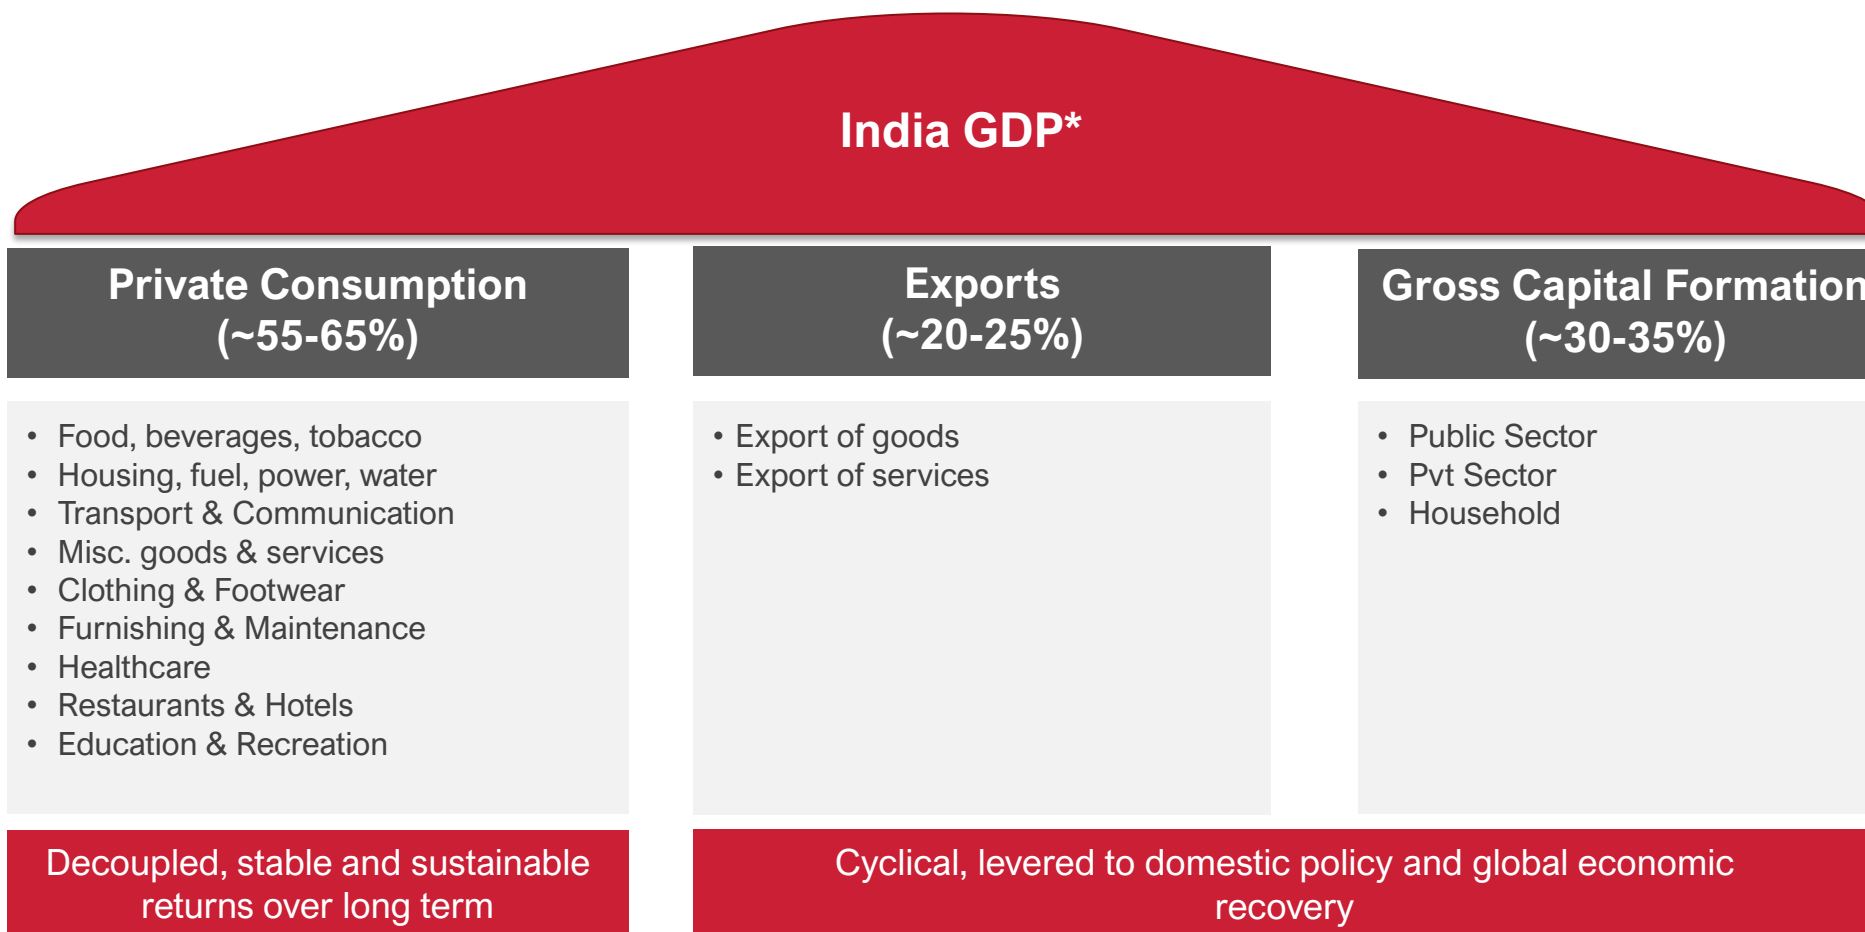 India GDP*
Private Consumption
(~55-65%)
• Food, beverages, tobacco
• Housing, fuel, power, water
• Transport & Communication
• Misc. goods & services
• Clothing & Footwear
• Furnishing & Maintenance
• Healthcare
• Restaurants & Hotels
• Education & Recreation
Decoupled, stable and sustainable
returns over long term
Exports
(~20-25%)
• Export of goods
• Export of services
Gross Capital Formation
(~30-35%)
• Public Sector
• Pvt Sector
• Household
Cyclical, levered to domestic policy and global economic
recovery